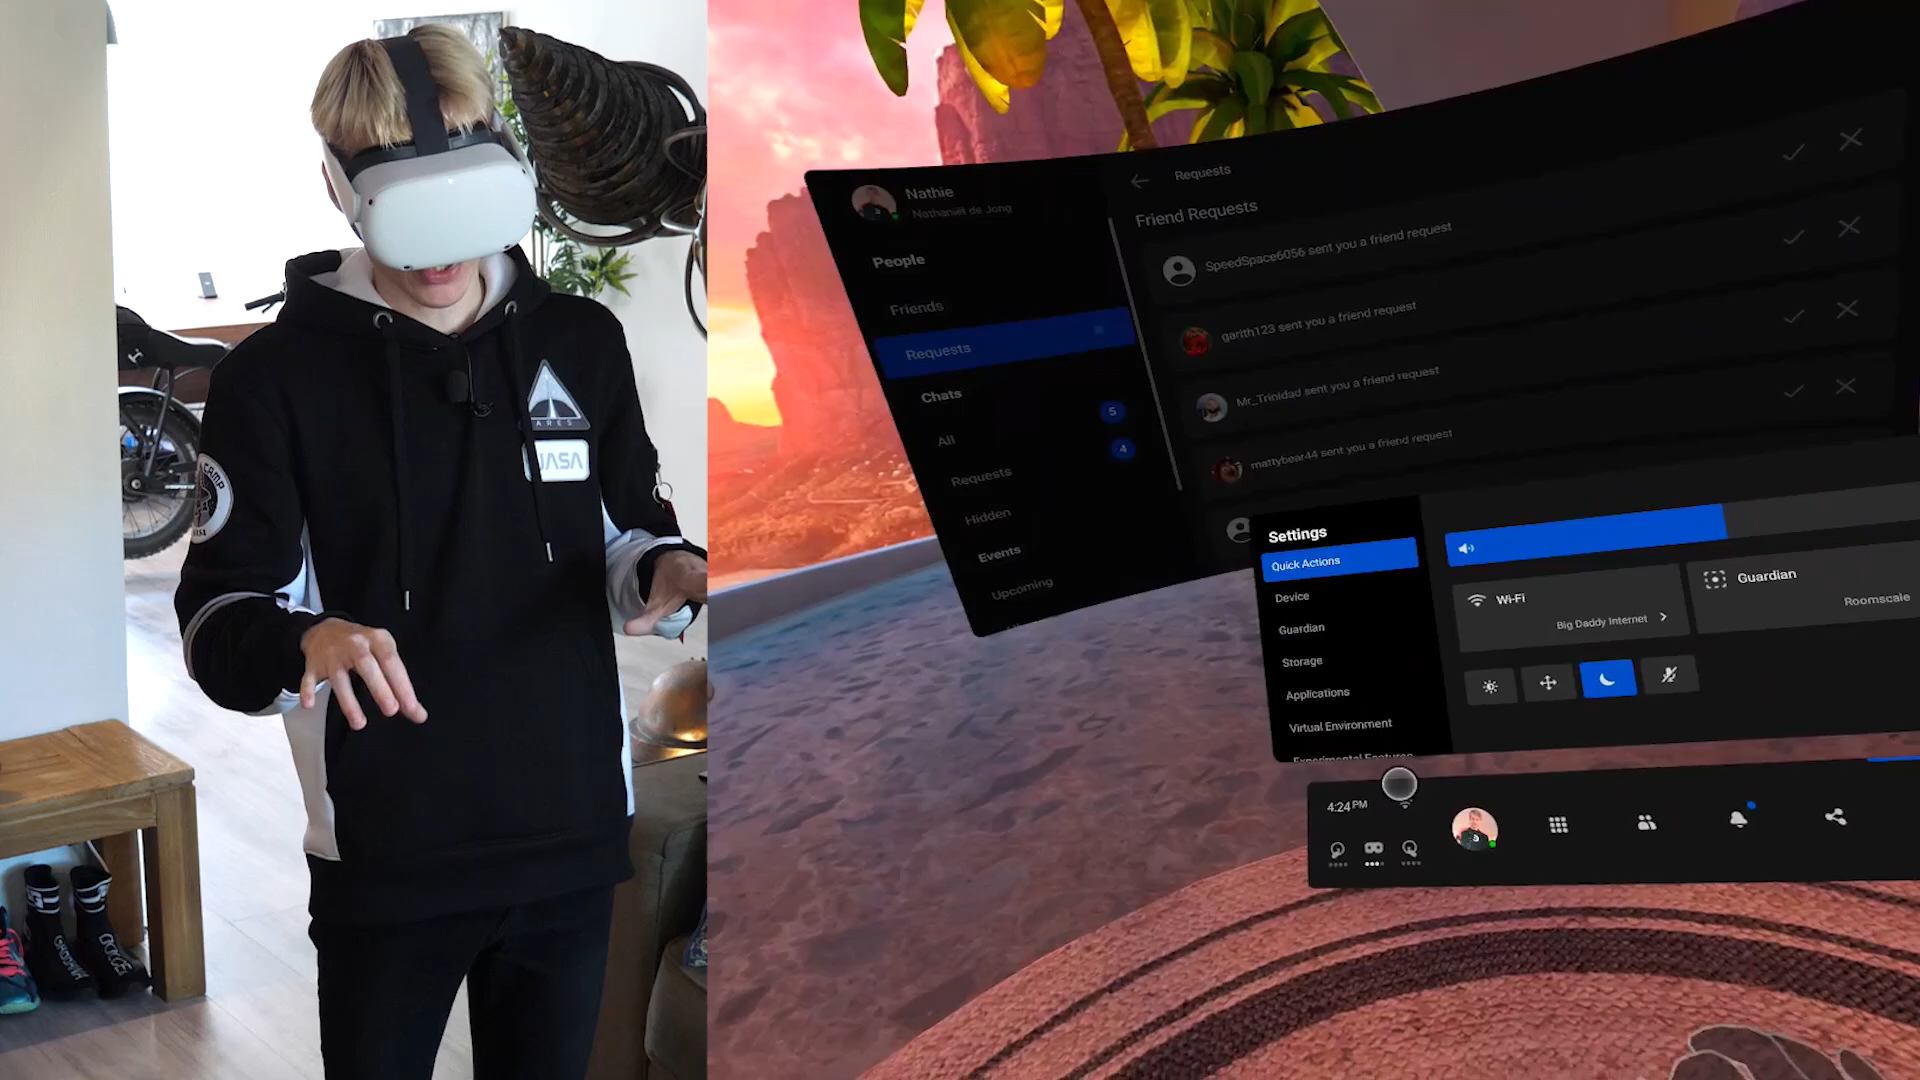 ARES
NASA
CAMP
Nathie
Nathaniël de Jong
People
Friends
Requests
Chats
All
5
Requests
4
Hidden
Events
Upcoming
Requests
Friend Requests
SpeedSpace6056 sent you a friend request
garith123 sent you a friend request
Mr_Trinidad sent you a friend request
mattybear44 sent you a friend request
Settings
Quick Actions
Device
Guardian
Storage
Applications
Virtual Environment
Experimental Features
Wi-Fi
Big Daddy Internet
Guardian
Roomscale
4:24 PM